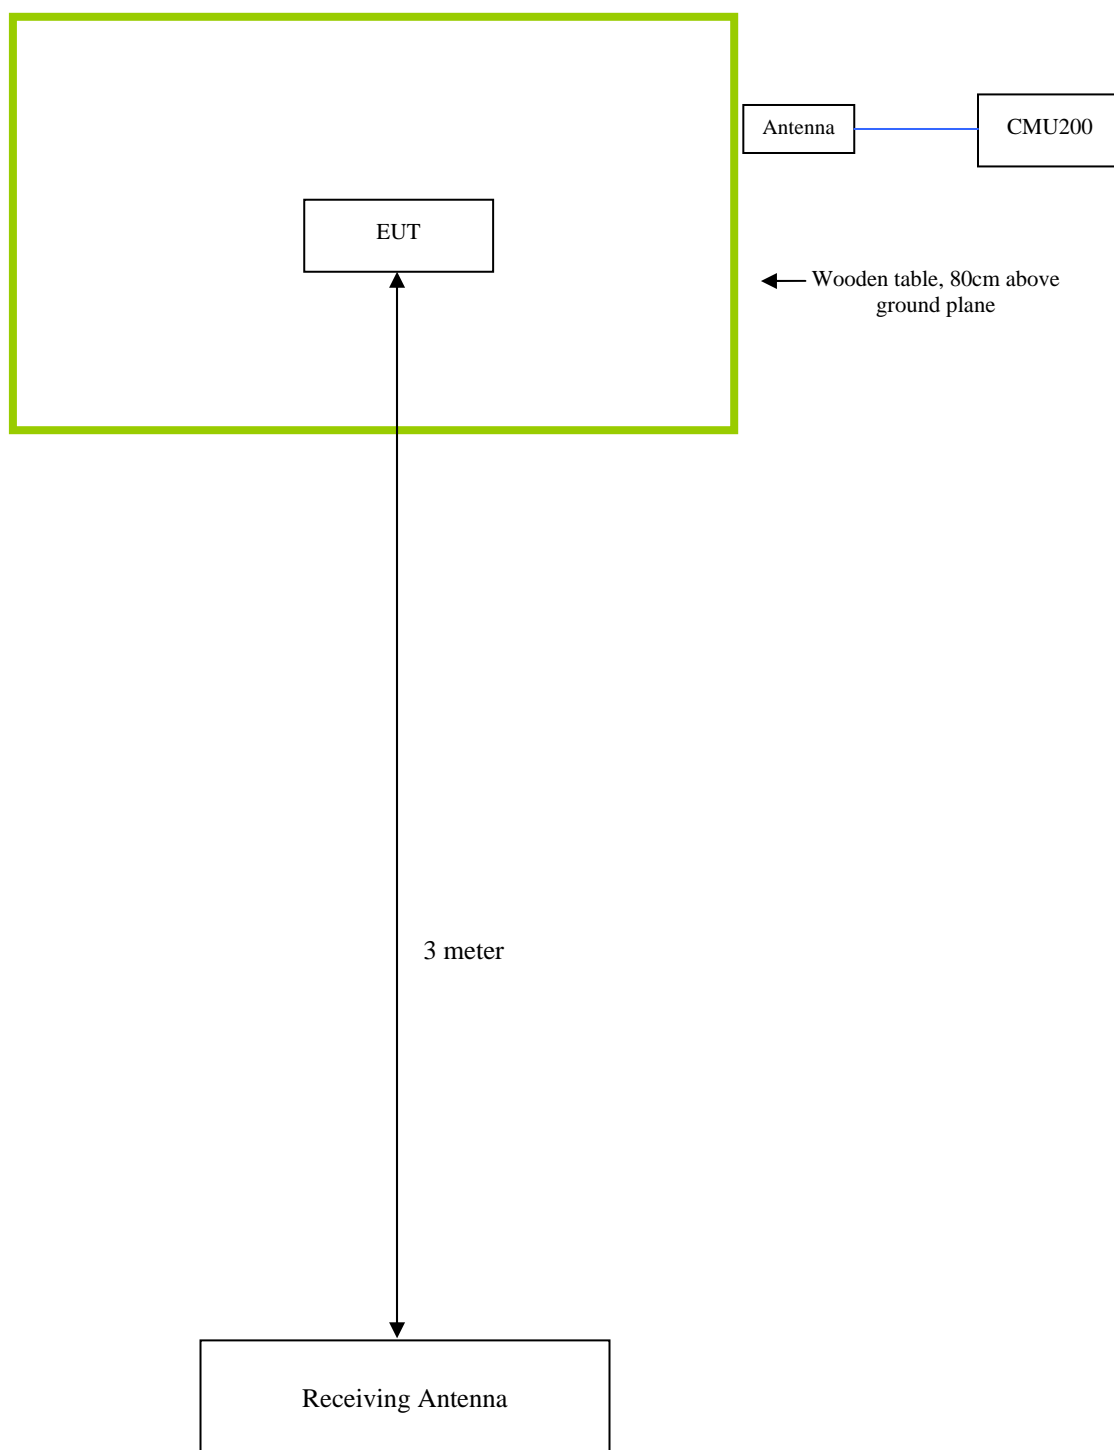 Antenna
CMU200
EUT
Wooden table, 80cm above
ground plane
3 meter
Receiving Antenna